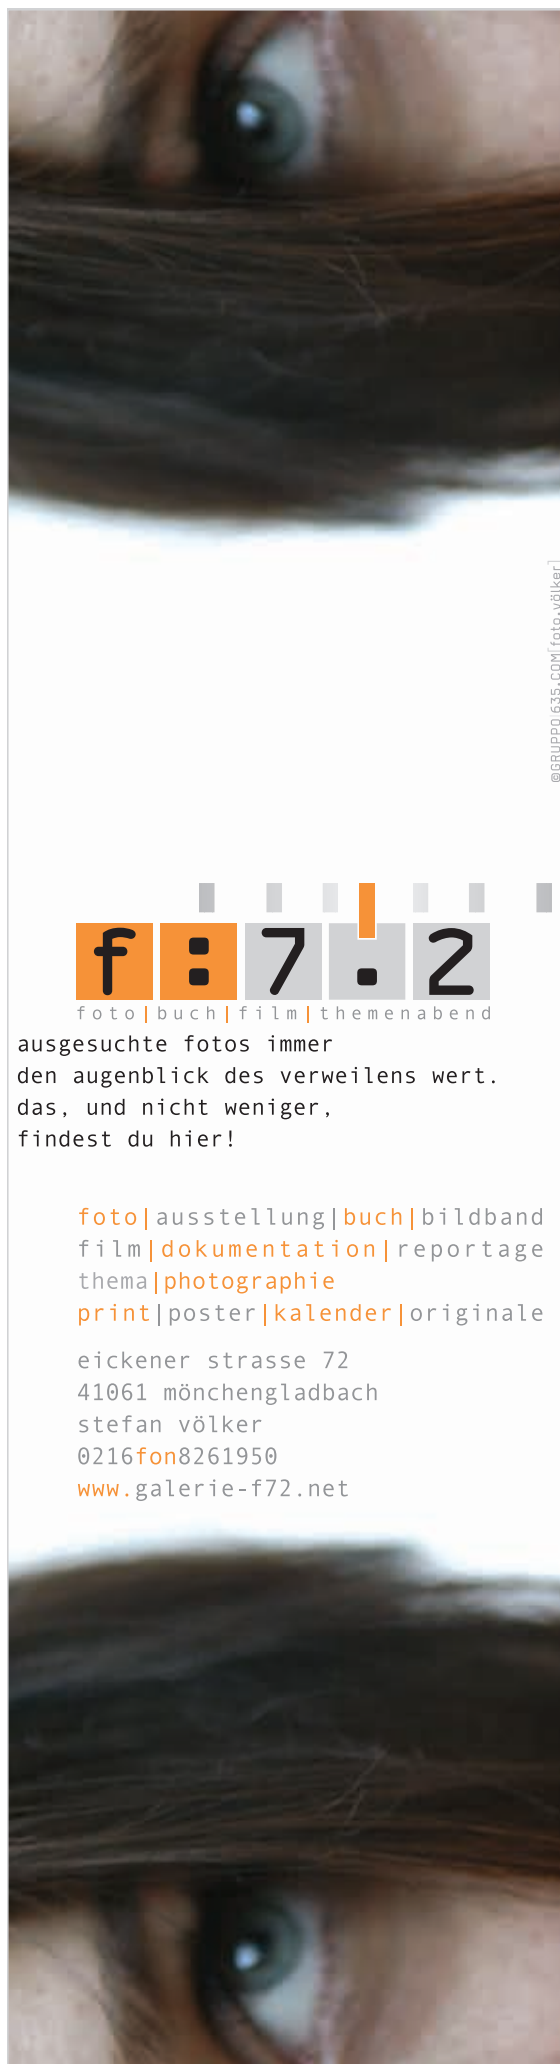 ©GRUPPO|635.COM[foto.völker]
f:7.2
foto|buch|film|themenabend
ausgesuchte fotos immer
den augenblick des verweilens wert.
das, und nicht weniger,
findest du hier!
foto|ausstellung|buch|bildband
film|dokumentation|reportage
thema|photographie
print|poster|kalender|originale
eickener strasse 72
41061 mönchengladbach
stefan völker
0216fon8261950
www.galerie-f72.net